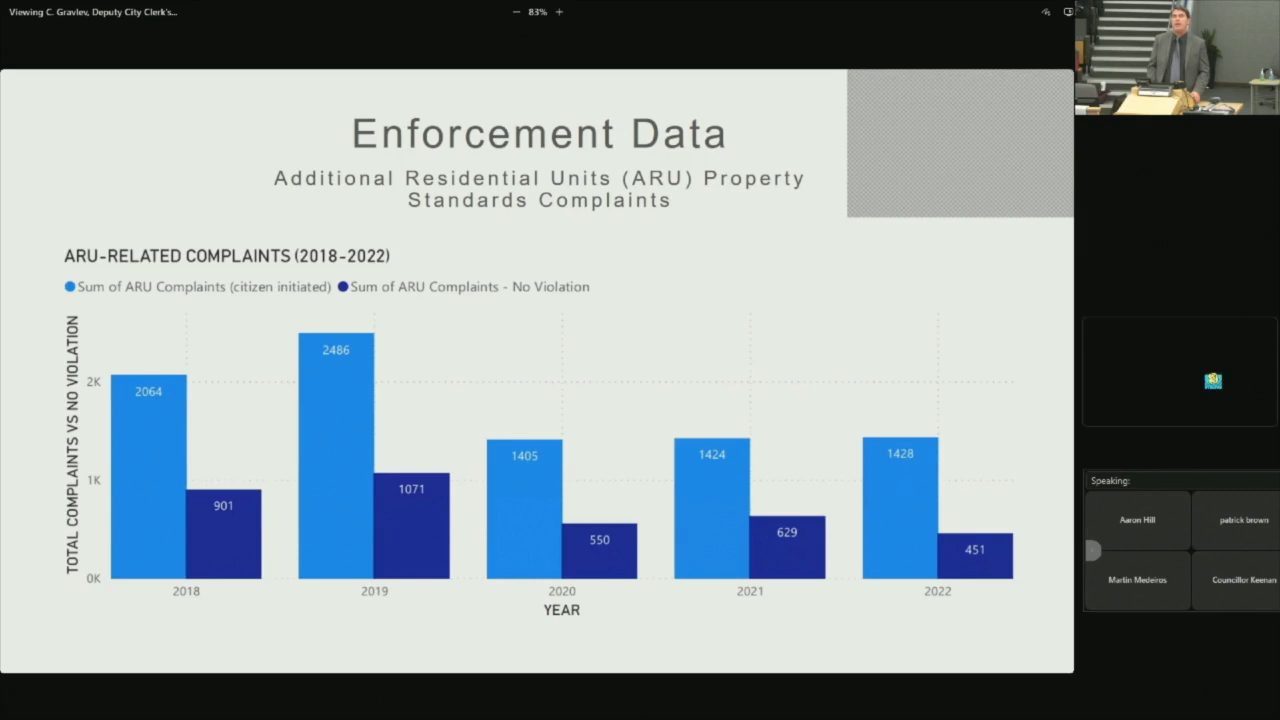 Viewing C. Gravlev, Deputy City Clerk's...
− 83% +
Enforcement Data
Additional Residential Units (ARU) Property
Standards Complaints
ARU-RELATED COMPLAINTS (2018-2022)
Sum of ARU Complaints (citizen initiated) Sum of ARU Complaints - No Violation
TOTAL COMPLAINTS VS NO VIOLATION
2K
1K
0K
2064
901
2486
1071
1405
550
1424
629
1428
451
2018 2019 2020 2021 2022
YEAR
Speaking:
Aaron Hill
patrick brown
Martin Medeiros
Councillor Keenan